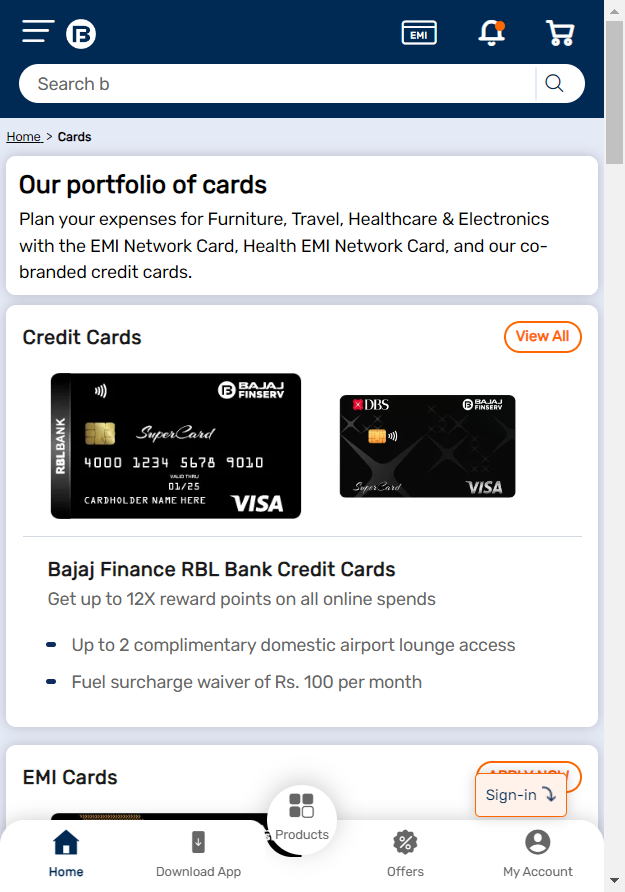 EMI
Search b
Home > Cards
Our portfolio of cards
Plan your expenses for Furniture, Travel, Healthcare & Electronics
with the EMI Network Card, Health EMI Network Card, and our co-
branded credit cards.
Credit Cards
View All
RBLBANK
BAJAJ
FINSERV
SuperCard
4000 1234 5678 9010
VALID THRU
01/25
CARDHOLDER NAME HERE
VISA
DBS
BAJAJ
FINSERV
SuperCard
VISA
Bajaj Finance RBL Bank Credit Cards
Get up to 12X reward points on all online spends
Up to 2 complimentary domestic airport lounge access
Fuel surcharge waiver of Rs. 100 per month
EMI Cards
APPLY NOW
Sign-in
Home
Download App
Products
Offers
My Account